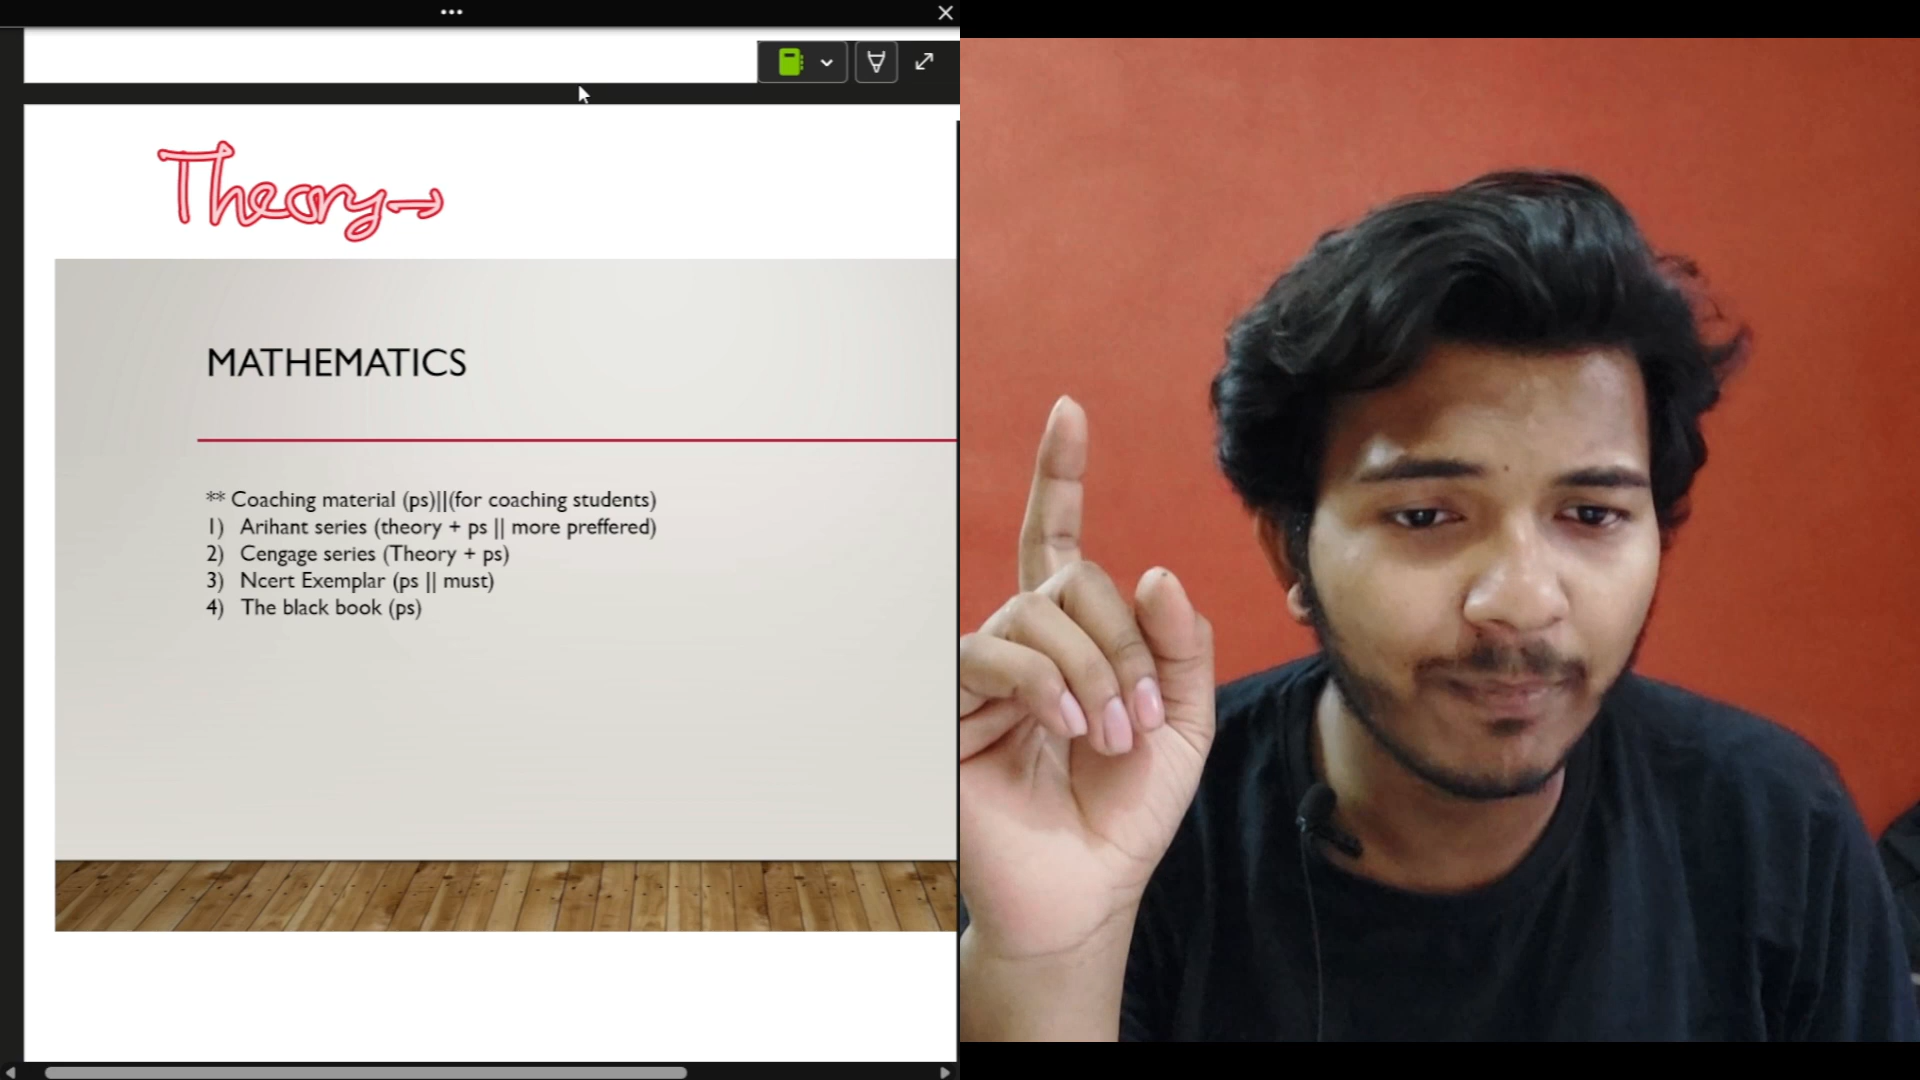 Theory→
MATHEMATICS
** Coaching material (ps)||(for coaching students)
1) Arihant series (theory + ps || more preffered)
2) Cengage series (Theory + ps)
3) Ncert Exemplar (ps || must)
4) The black book (ps)